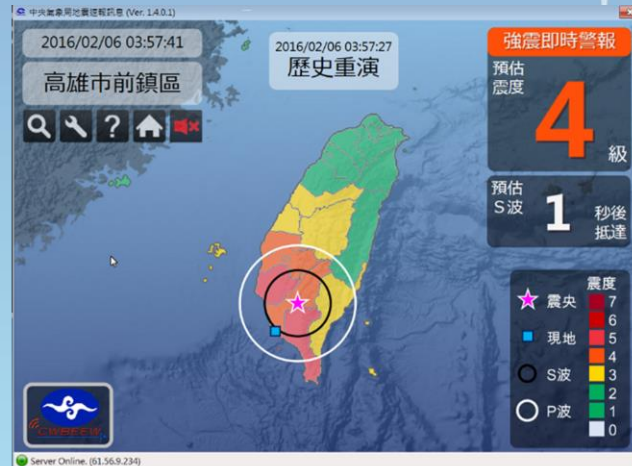 中央氣象局地震速報訊息 (Ver. 1.4.0.1)
2016/02/06 03:57:41
高雄市前鎮區
2016/02/06 03:57:27
歷史重演
強震即時警報
預估
震度
4
級
預估
S波
1
秒後
抵達
震度
震央
現地
S波
P波
7
6
5
4
3
2
1
0
CWBEEW
Server Online. (61.56.9.234)